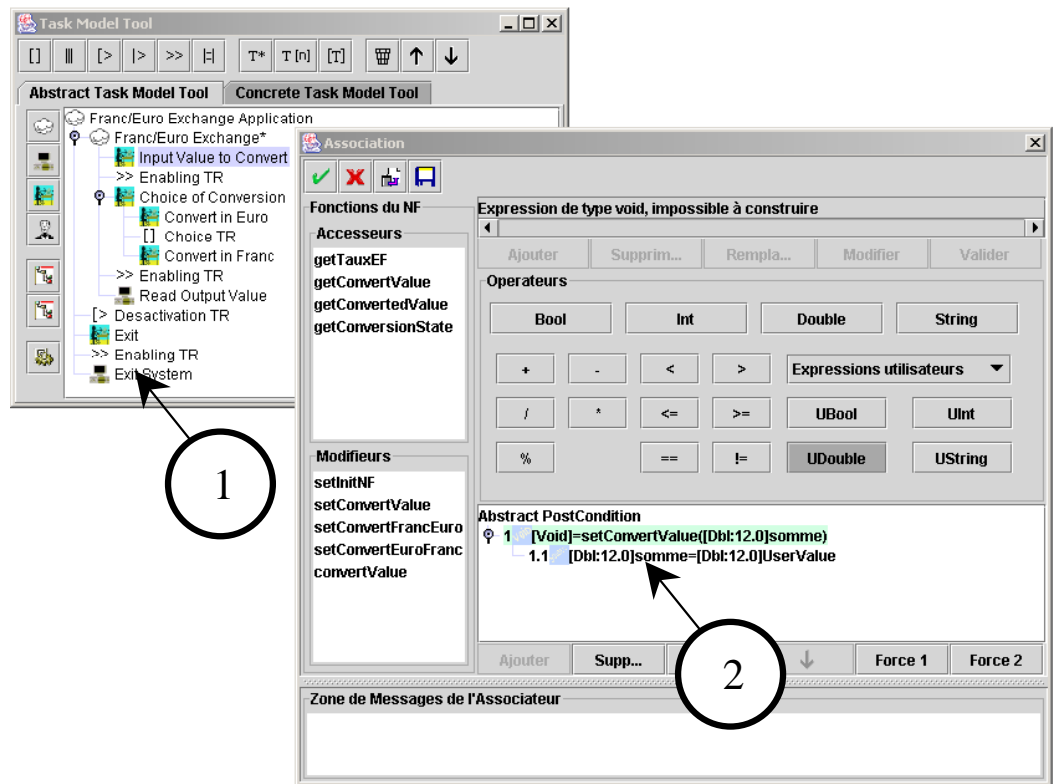 Task Model Tool
[] ||| [> |> >> |=| T* T [n] [T]
Abstract Task Model Tool Concrete Task Model Tool
Franc/Euro Exchange Application
Franc/Euro Exchange*
Input Value to Convert
>> Enabling TR
Choice of Conversion
Convert in Euro
[] Choice TR
Convert in Franc
>> Enabling TR
Read Output Value
[> Desactivation TR
Exit
>> Enabling TR
Exit System
1
Association
Fonctions du NF
Accesseurs
getTauxEF
getConvertValue
getConvertedValue
getConversionState
Modifieurs
setInitNF
setConvertValue
setConvertFrancEuro
setConvertEuroFranc
convertValue
Expression de type void, impossible à construire
Ajouter Supprim... Rempla... Modifier Valider
Operateurs
Bool Int Double String
+ - < > Expressions utilisateurs
/ * <= >= UBool UInt
% == != UDouble UString
Abstract PostCondition
1 [Void]=setConvertValue([Dbl:12.0]somme)
1.1 [Dbl:12.0]somme=[Dbl:12.0]UserValue
Ajouter Supp... Force 1 Force 2
2
Zone de Messages de l'Associateur